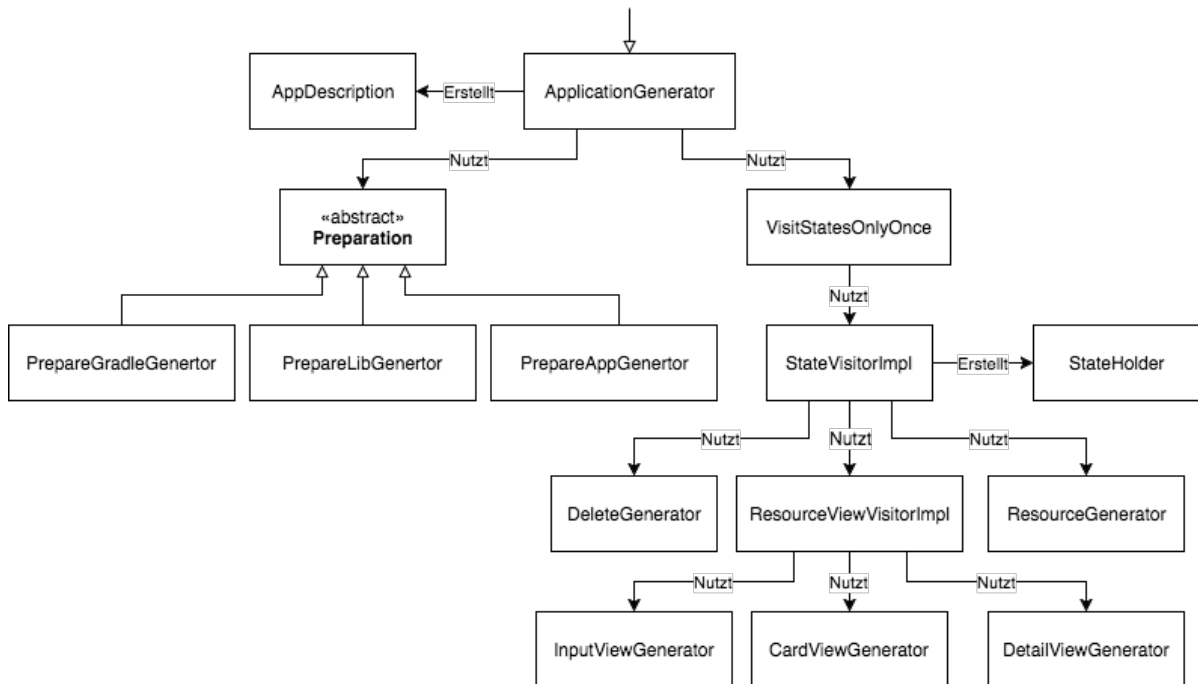 AppDescription
Erstellt
ApplicationGenerator
Nutzt
Nutzt
«abstract»
Preparation
VisitStatesOnlyOnce
Nutzt
PrepareGradleGenertor
PrepareLibGenertor
PrepareAppGenertor
StateVisitorImpl
Erstellt
StateHolder
Nutzt
Nutzt
Nutzt
DeleteGenerator
ResourceViewVisitorImpl
ResourceGenerator
Nutzt
Nutzt
Nutzt
InputViewGenerator
CardViewGenerator
DetailViewGenerator